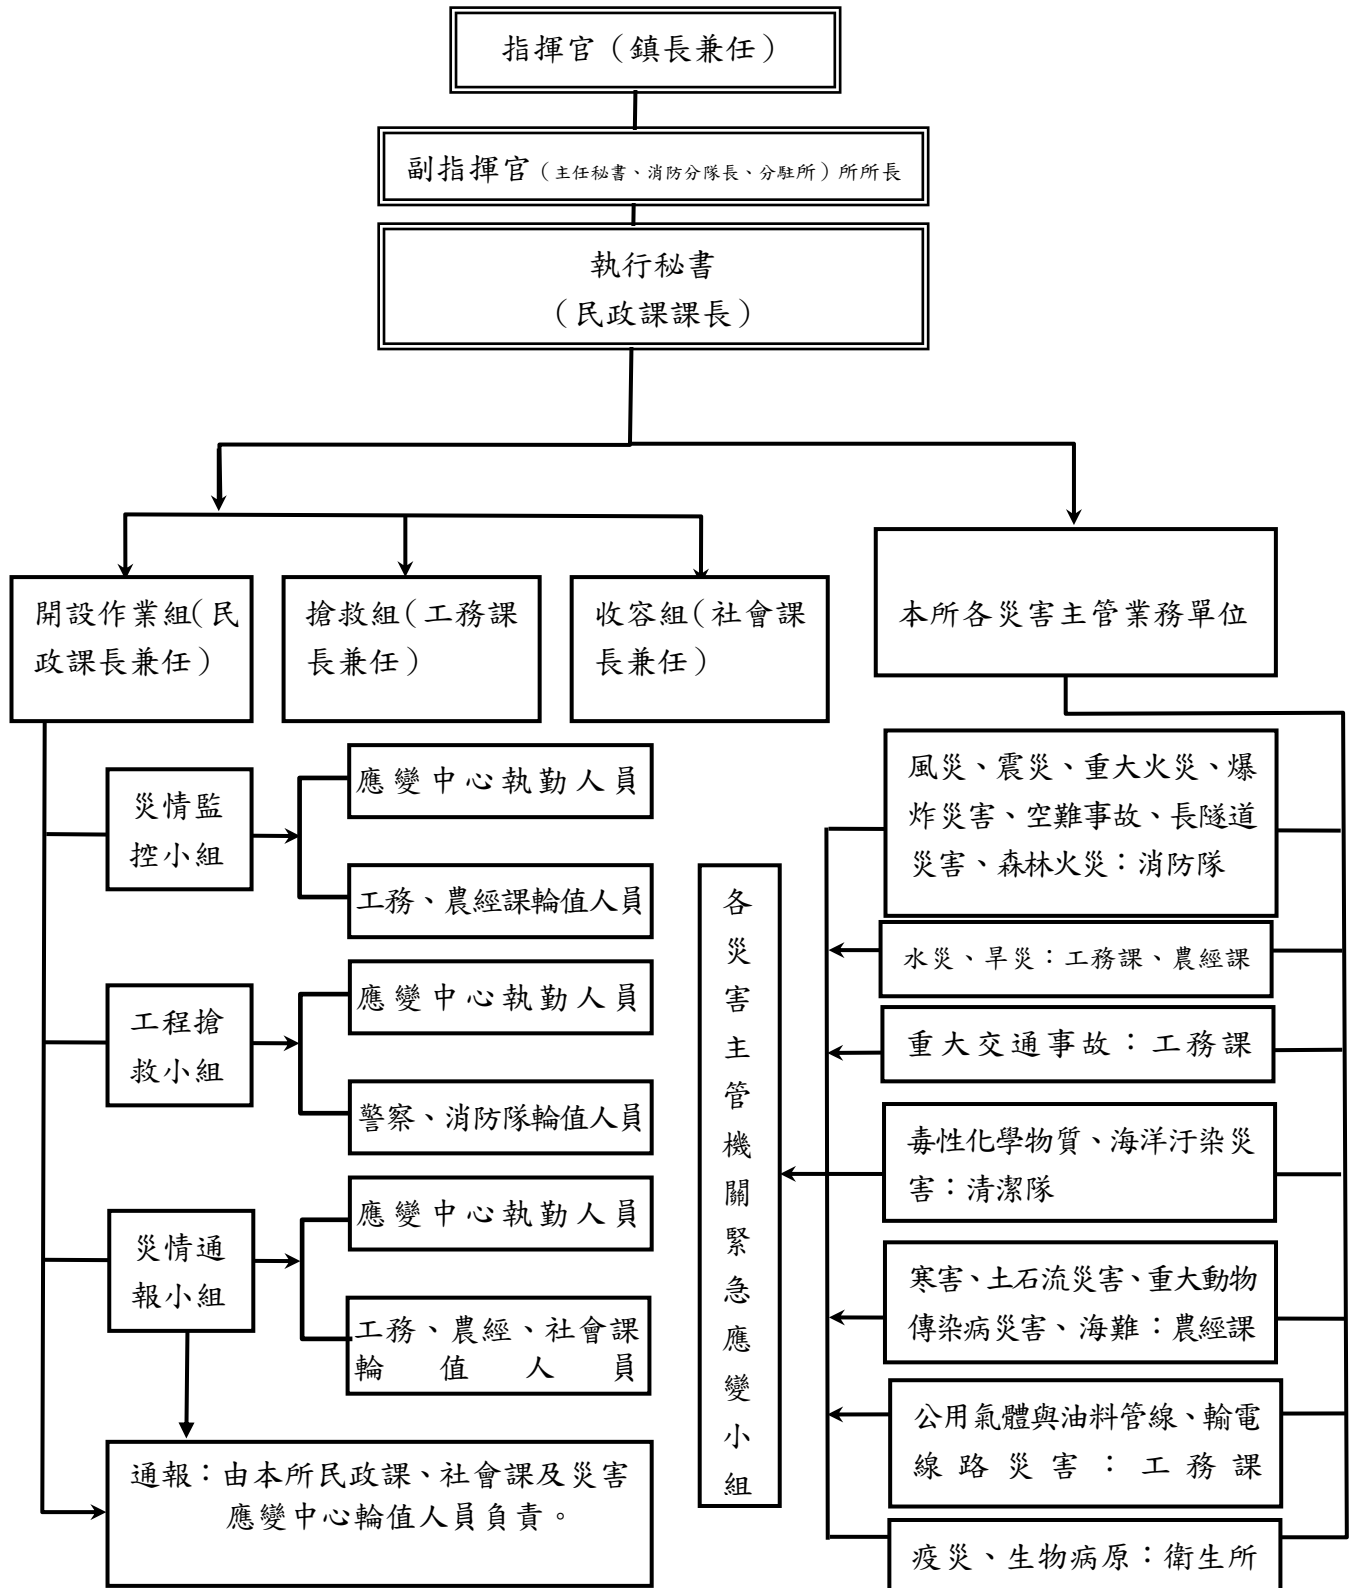 指揮官（鎮長兼任）
副指揮官（主任秘書、消防分隊長、分駐所）所所長
執行秘書
（民政課課長）
開設作業組(民
政課長兼任）
搶救組(工務課
長兼任）
收容組(社會課
長兼任）
本所各災害主管業務單位
災情監
控小組
應變中心執勤人員
工務、農經課輪值人員
工程搶
救小組
應變中心執勤人員
警察、消防隊輪值人員
災情通
報小組
應變中心執勤人員
工務、農經、社會課
輪值人員
通報：由本所民政課、社會課及災害
應變中心輪值人員負責。
各災害主管機關緊急應變小組
風災、震災、重大火災、爆
炸災害、空難事故、長隧道
災害、森林火災：消防隊
水災、旱災：工務課、農經課
重大交通事故：工務課
毒性化學物質、海洋汙染災
害：清潔隊
寒害、土石流災害、重大動物
傳染病災害、海難：農經課
公用氣體與油料管線、輸電
線路災害：工務課
疫災、生物病原：衛生所